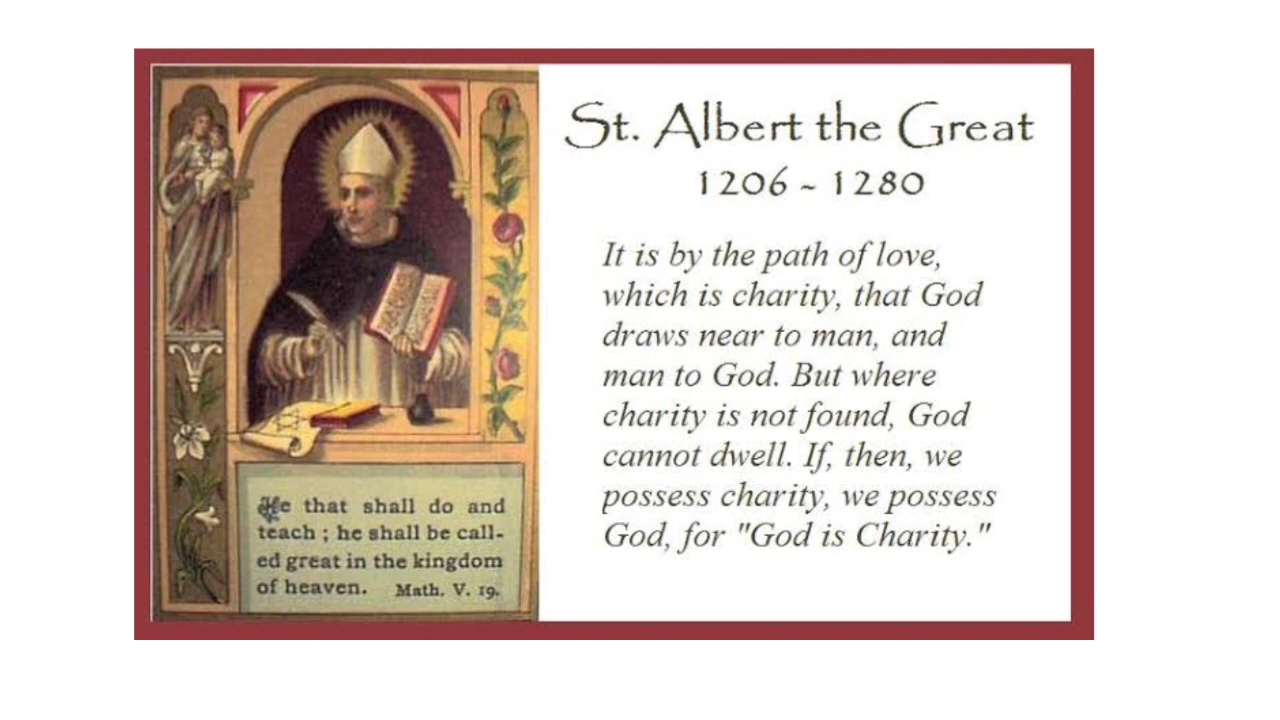 He that shall do and
teach ; he shall be call-
ed great in the kingdom
of heaven. Math. V. 19.
St. Albert the Great
1206 ~ 1280
It is by the path of love,
which is charity, that God
draws near to man, and
man to God. But where
charity is not found, God
cannot dwell. If, then, we
possess charity, we possess
God, for "God is Charity."